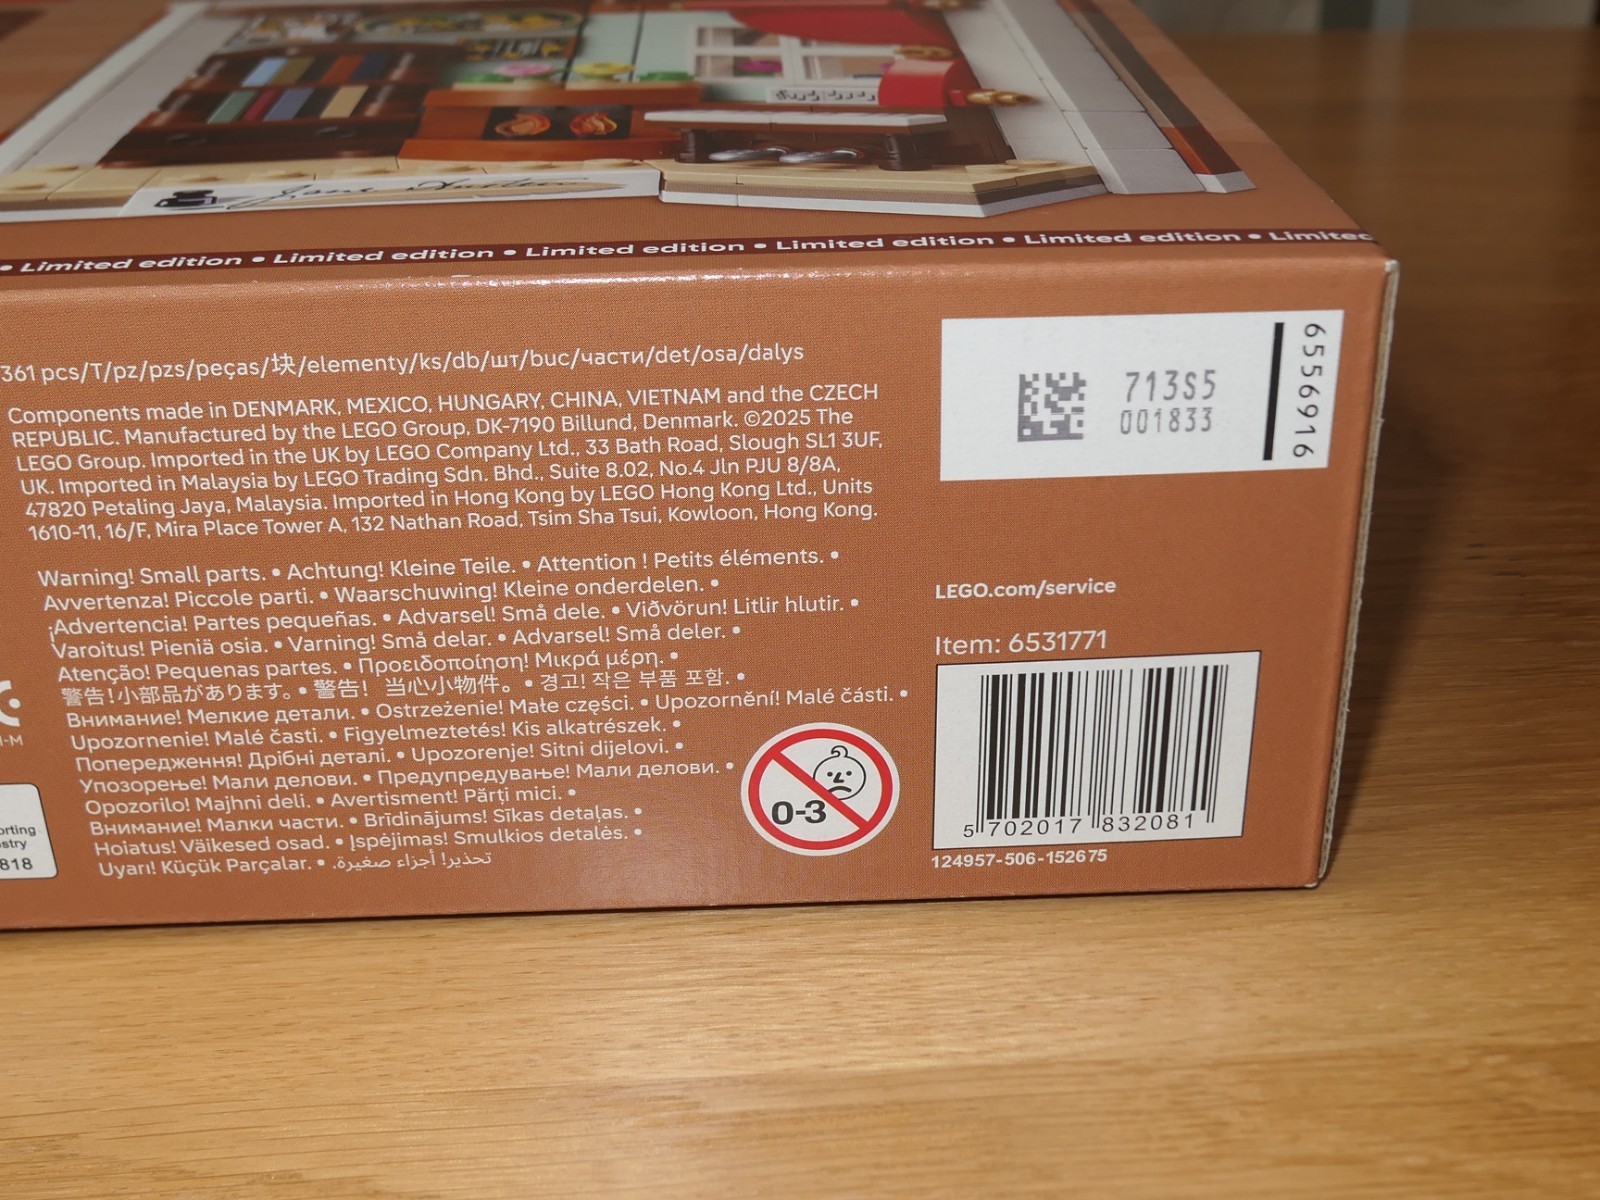 Jane Austen
• Limited edition • Limited edition • Limited edition • Limited edition • Limited edition • Limited
361 pcs/T/pz/pzs/peças/块/elementy/ks/db/шт/buc/части/det/osa/dalys
Components made in DENMARK, MEXICO, HUNGARY, CHINA, VIETNAM and the CZECH
REPUBLIC. Manufactured by the LEGO Group, DK-7190 Billund, Denmark. ©2025 The
LEGO Group. Imported in the UK by LEGO Company Ltd., 33 Bath Road, Slough SL1 3UF,
UK. Imported in Malaysia by LEGO Trading Sdn. Bhd., Suite 8.02, No.4 Jln PJU 8/8A,
47820 Petaling Jaya, Malaysia. Imported in Hong Kong by LEGO Hong Kong Ltd., Units
1610-11, 16/F, Mira Place Tower A, 132 Nathan Road, Tsim Sha Tsui, Kowloon, Hong Kong.
Warning! Small parts. • Achtung! Kleine Teile. • Attention ! Petits éléments. •
Avvertenza! Piccole parti. • Waarschuwing! Kleine onderdelen. •
¡Advertencia! Partes pequeñas. • Advarsel! Små dele. • Viðvörun! Litlir hlutir. •
Varoitus! Pieniä osia. • Varning! Små delar. • Advarsel! Små deler. •
Atenção! Pequenas partes. • Προειδοποίηση! Μικρά μέρη. •
警告!小部品があります。• 警告! 当心小物件。 • 경고! 작은 부품 포함. •
Внимание! Мелкие детали. • Ostrzeżenie! Małe części. • Upozornění! Malé části. •
Upozornenie! Malé časti. • Figyelmeztetés! Kis alkatrészek. •
Попередження! Дрібні деталі. • Upozorenje! Sitni dijelovi. •
Упозорење! Мали делови. • Предупредување! Мали делови. •
Opozorilo! Majhni deli. • Avertisment! Părți mici. •
Внимание! Малки части. • Brīdinājums! Sīkas detaļas. •
Hoiatus! Väikesed osad. • Įspėjimas! Smulkios detalės. •
Uyarı! Küçük Parçalar. • تحذير! أجزاء صغيرة.
-M
orting
stry
818
0-3
713S5
001833
6556916
LEGO.com/service
Item: 6531771
5 702017 832081
124957-506-152675